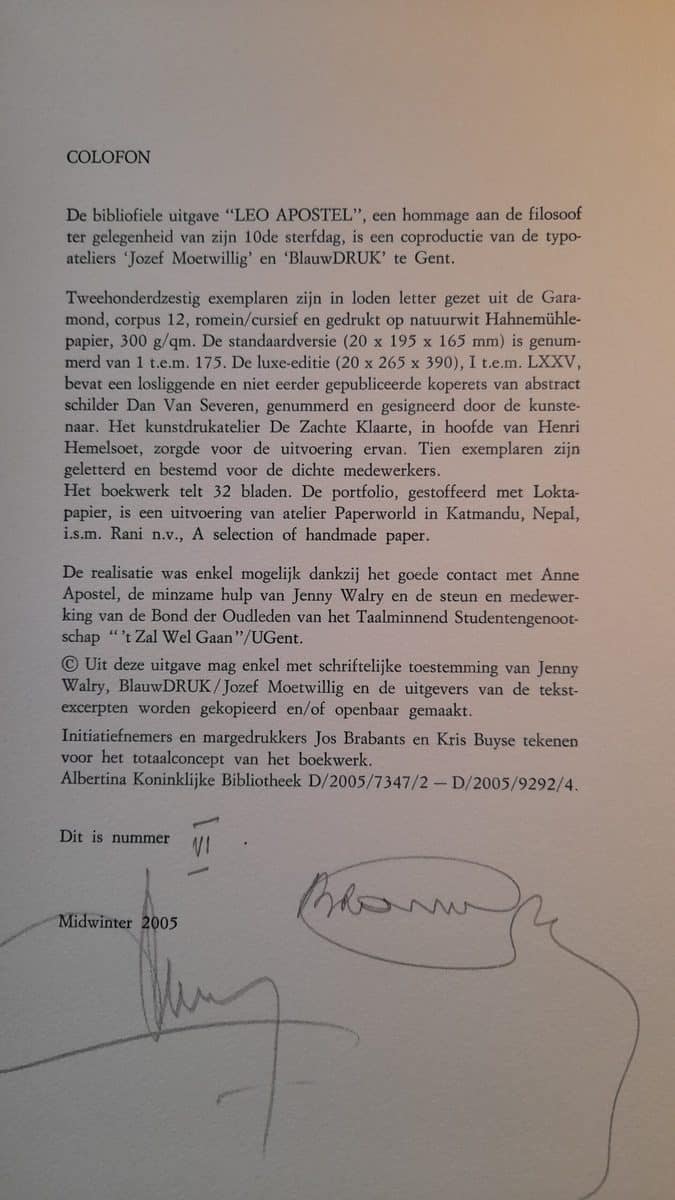 COLOFON
De bibliofiele uitgave “LEO APOSTEL”, een hommage aan de filosoof
ter gelegenheid van zijn 10de sterfdag, is een coproductie van de typo-
ateliers ‘Jozef Moetwillig’ en ‘BlauwDRUK’ te Gent.
Tweehonderdzestig exemplaren zijn in loden letter gezet uit de Gara-
mond, corpus 12, romein/cursief en gedrukt op natuurwit Hahnemühle-
papier, 300 g/qm. De standaardversie (20 x 195 x 165 mm) is genum-
merd van 1 t.e.m. 175. De luxe-editie (20 x 265 x 390), I t.e.m. LXXV,
bevat een losliggende en niet eerder gepubliceerde koperets van abstract
schilder Dan Van Severen, genummerd en gesigneerd door de kunste-
naar. Het kunstdrukatelier De Zachte Klaarte, in hoofde van Henri
Hemelsoet, zorgde voor de uitvoering ervan. Tien exemplaren zijn
geletterd en bestemd voor de dichte medewerkers.
Het boekwerk telt 32 bladen. De portfolio, gestoffeerd met Lokta-
papier, is een uitvoering van atelier Paperworld in Katmandu, Nepal,
i.s.m. Rani n.v., A selection of handmade paper.
De realisatie was enkel mogelijk dankzij het goede contact met Anne
Apostel, de minzame hulp van Jenny Walry en de steun en medewer-
king van de Bond der Oudleden van het Taalminnend Studentengenoot-
schap “’t Zal Wel Gaan”/UGent.
© Uit deze uitgave mag enkel met schriftelijke toestemming van Jenny
Walry, BlauwDRUK/Jozef Moetwillig en de uitgevers van de tekst-
excerpten worden gekopieerd en/of openbaar gemaakt.
Initiatiefnemers en margedrukkers Jos Brabants en Kris Buyse tekenen
voor het totaalconcept van het boekwerk.
Albertina Koninklijke Bibliotheek D/2005/7347/2 — D/2005/9292/4.
Dit is nummer VI .
Midwinter 2005